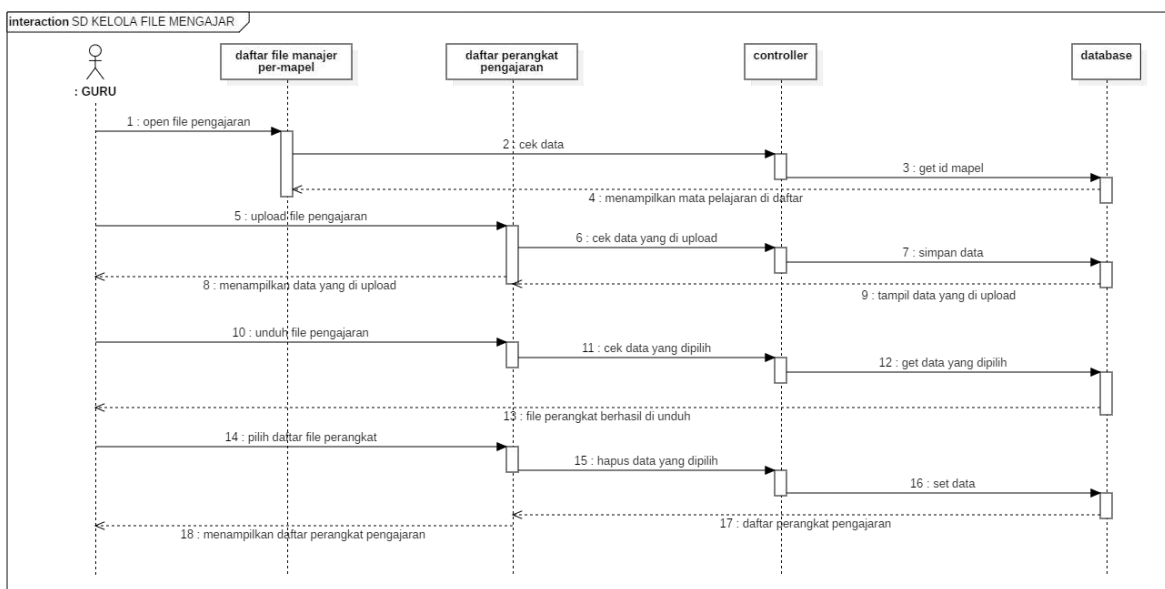 interaction SD KELOLA FILE MENGAJAR
daftar file manajer
per-mapel
daftar perangkat
pengajaran
controller
database
: GURU
1 : open file pengajaran
2 : cek data
3 : get id mapel
4 : menampilkan mata pelajaran di daftar
5 : upload file pengajaran
6 : cek data yang di upload
7 : simpan data
8 : menampilkan data yang di upload
9 : tampil data yang di upload
10 : unduh file pengajaran
11 : cek data yang dipilih
12 : get data yang dipilih
13 : file perangkat berhasil di unduh
14 : pilih daftar file perangkat
15 : hapus data yang dipilih
16 : set data
17 : daftar perangkat pengajaran
18 : menampilkan daftar perangkat pengajaran